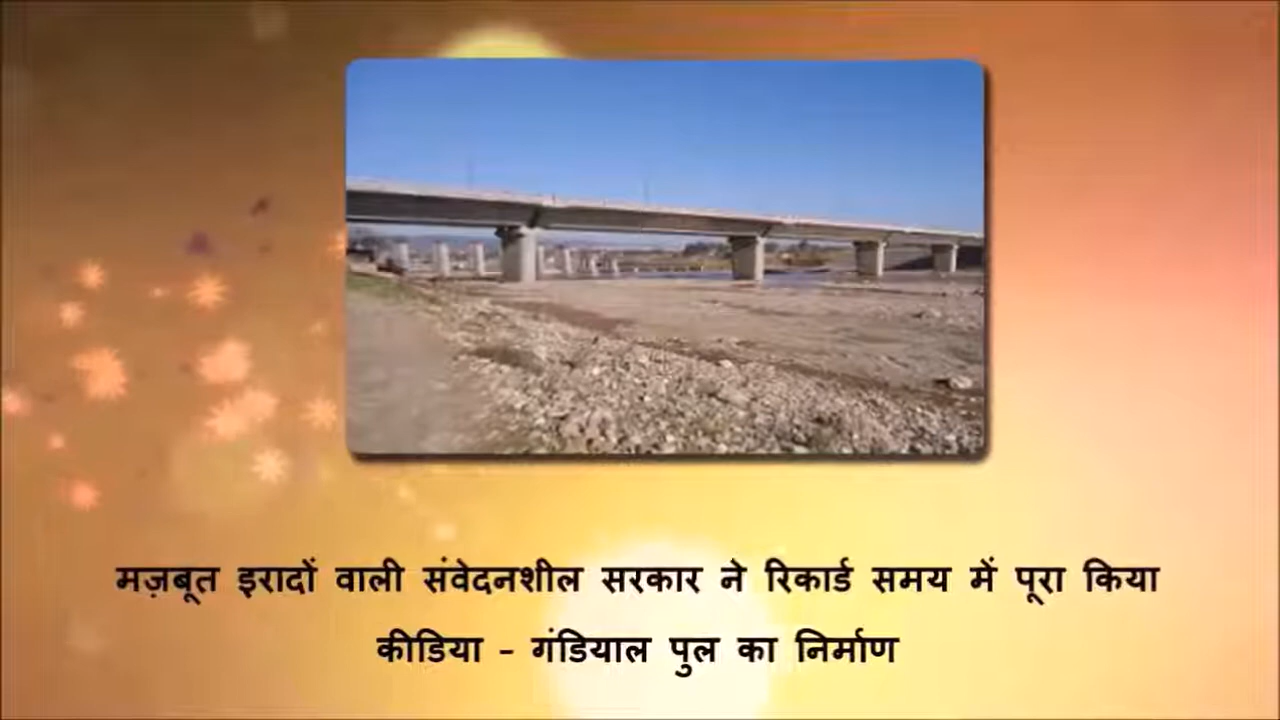 मज़बूत इरादों वाली संवेदनशील सरकार ने रिकार्ड समय में पूरा किया
कीडिया - गंडियाल पुल का निर्माण